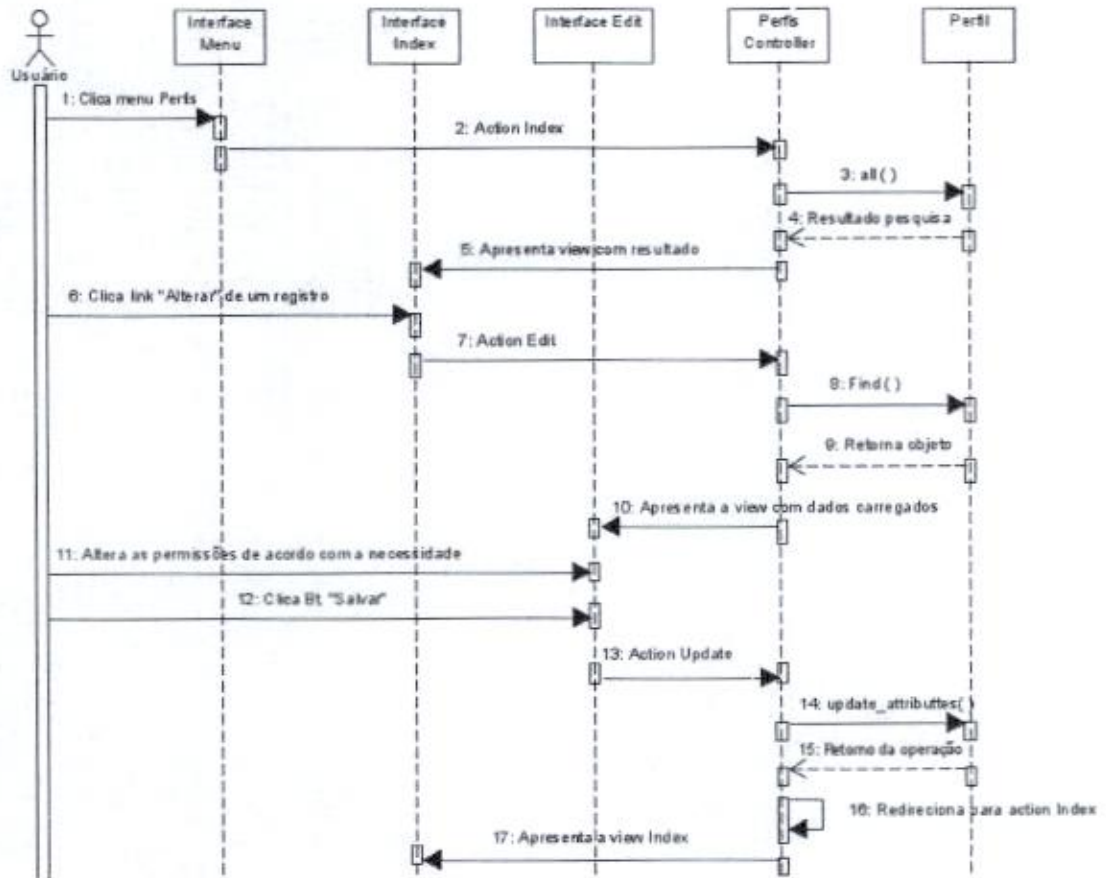 Interface
Menu
Interface
Index
Interface Edit
Perfis
Controller
Perfil
Usuário
1: Clica menu Perfis
2: Action Index
3: all( )
4: Resultado pesquisa
5: Apresenta view com resultado
6: Clica link "Alterar" de um registro
7: Action Edit
8: Find( )
9: Retorna objeto
10: Apresenta a view com dados carregados
11: Altera as permissões de acordo com a necessidade
12: Clica Bt. "Salvar"
13: Action Update
14: update_attributtes( )
15: Retorno da operação
16: Redireciona para action Index
17: Apresenta a view Index